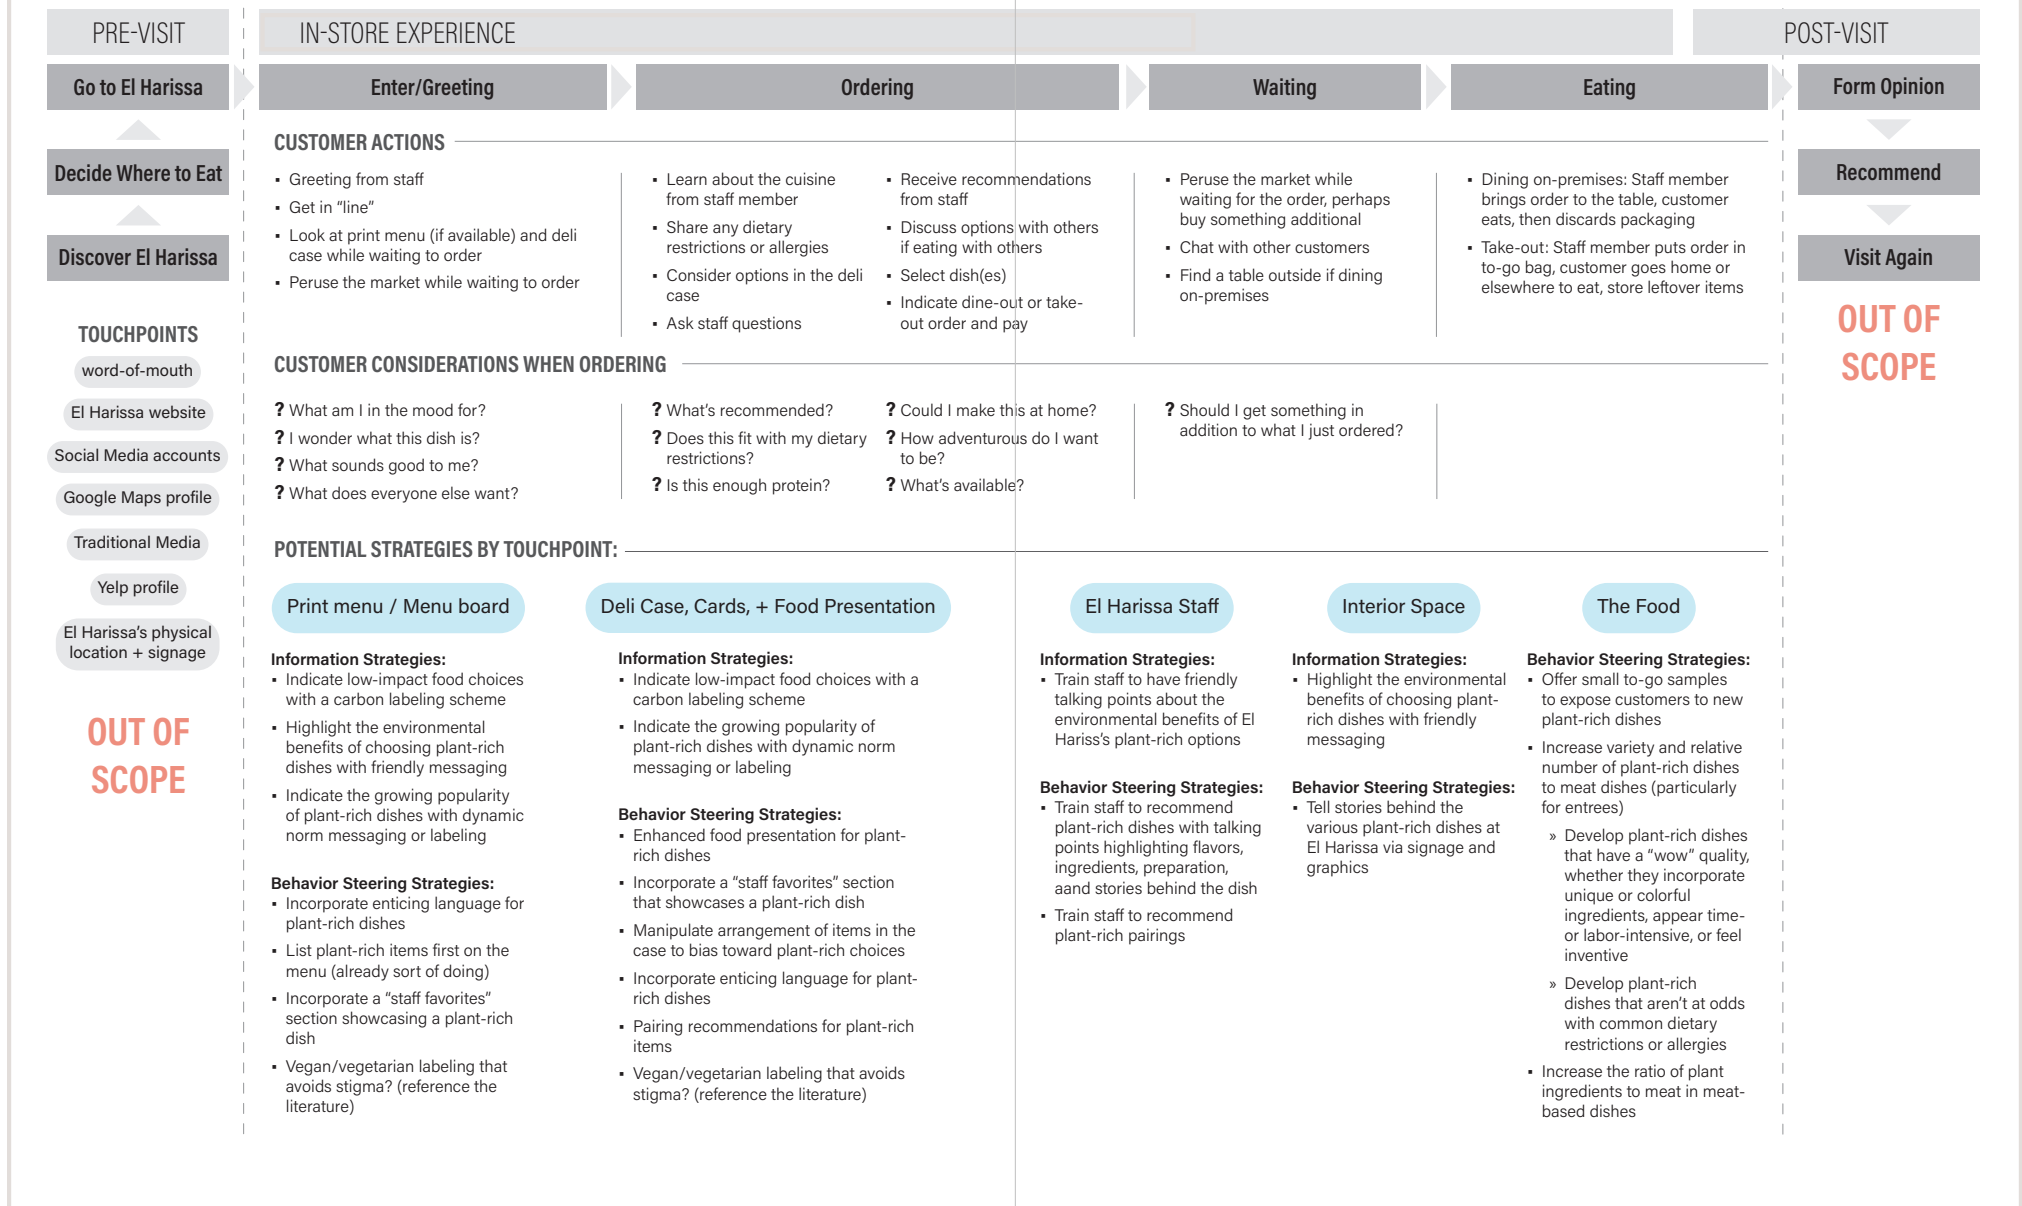 PRE-VISIT
IN-STORE EXPERIENCE
POST-VISIT
Go to El Harissa
Enter/Greeting
Ordering
Waiting
Eating
Form Opinion
Decide Where to Eat
Discover El Harissa
TOUCHPOINTS
word-of-mouth
El Harissa website
Social Media accounts
Google Maps profile
Traditional Media
Yelp profile
El Harissa's physical
location + signage
OUT OF
SCOPE
CUSTOMER ACTIONS
▪ Greeting from staff
▪ Get in "line"
▪ Look at print menu (if available) and deli
case while waiting to order
▪ Peruse the market while waiting to order
▪ Learn about the cuisine
from staff member
▪ Share any dietary
restrictions or allergies
▪ Consider options in the deli
case
▪ Ask staff questions
▪ Receive recommendations
from staff
▪ Discuss options with others
if eating with others
▪ Select dish(es)
▪ Indicate dine-out or take-
out order and pay
▪ Peruse the market while
waiting for the order, perhaps
buy something additional
▪ Chat with other customers
▪ Find a table outside if dining
on-premises
▪ Dining on-premises: Staff member
brings order to the table, customer
eats, then discards packaging
▪ Take-out: Staff member puts order in
to-go bag, customer goes home or
elsewhere to eat, store leftover items
CUSTOMER CONSIDERATIONS WHEN ORDERING
? What am I in the mood for?
? I wonder what this dish is?
? What sounds good to me?
? What does everyone else want?
? What's recommended?
? Does this fit with my dietary
restrictions?
? Is this enough protein?
? Could I make this at home?
? How adventurous do I want
to be?
? What's available?
? Should I get something in
addition to what I just ordered?
POTENTIAL STRATEGIES BY TOUCHPOINT:
Print menu / Menu board
Information Strategies:
▪ Indicate low-impact food choices
with a carbon labeling scheme
▪ Highlight the environmental
benefits of choosing plant-rich
dishes with friendly messaging
▪ Indicate the growing popularity
of plant-rich dishes with dynamic
norm messaging or labeling
Behavior Steering Strategies:
▪ Incorporate enticing language for
plant-rich dishes
▪ List plant-rich items first on the
menu (already sort of doing)
▪ Incorporate a "staff favorites"
section showcasing a plant-rich
dish
▪ Vegan/vegetarian labeling that
avoids stigma? (reference the
literature)
Deli Case, Cards, + Food Presentation
Information Strategies:
▪ Indicate low-impact food choices with a
carbon labeling scheme
▪ Indicate the growing popularity of
plant-rich dishes with dynamic norm
messaging or labeling
Behavior Steering Strategies:
▪ Enhanced food presentation for plant-
rich dishes
▪ Incorporate a "staff favorites" section
that showcases a plant-rich dish
▪ Manipulate arrangement of items in the
case to bias toward plant-rich choices
▪ Incorporate enticing language for plant-
rich dishes
▪ Pairing recommendations for plant-rich
items
▪ Vegan/vegetarian labeling that avoids
stigma? (reference the literature)
El Harissa Staff
Information Strategies:
▪ Train staff to have friendly
talking points about the
environmental benefits of El
Hariss's plant-rich options
Behavior Steering Strategies:
▪ Train staff to recommend
plant-rich dishes with talking
points highlighting flavors,
ingredients, preparation,
aand stories behind the dish
▪ Train staff to recommend
plant-rich pairings
Interior Space
Information Strategies:
▪ Highlight the environmental
benefits of choosing plant-
rich dishes with friendly
messaging
Behavior Steering Strategies:
▪ Tell stories behind the
various plant-rich dishes at
El Harissa via signage and
graphics
The Food
Behavior Steering Strategies:
▪ Offer small to-go samples
to expose customers to new
plant-rich dishes
▪ Increase variety and relative
number of plant-rich dishes
to meat dishes (particularly
for entrees)
» Develop plant-rich dishes
that have a "wow" quality,
whether they incorporate
unique or colorful
ingredients, appear time-
or labor-intensive, or feel
inventive
» Develop plant-rich
dishes that aren't at odds
with common dietary
restrictions or allergies
▪ Increase the ratio of plant
ingredients to meat in meat-
based dishes
Recommend
Visit Again
OUT OF
SCOPE